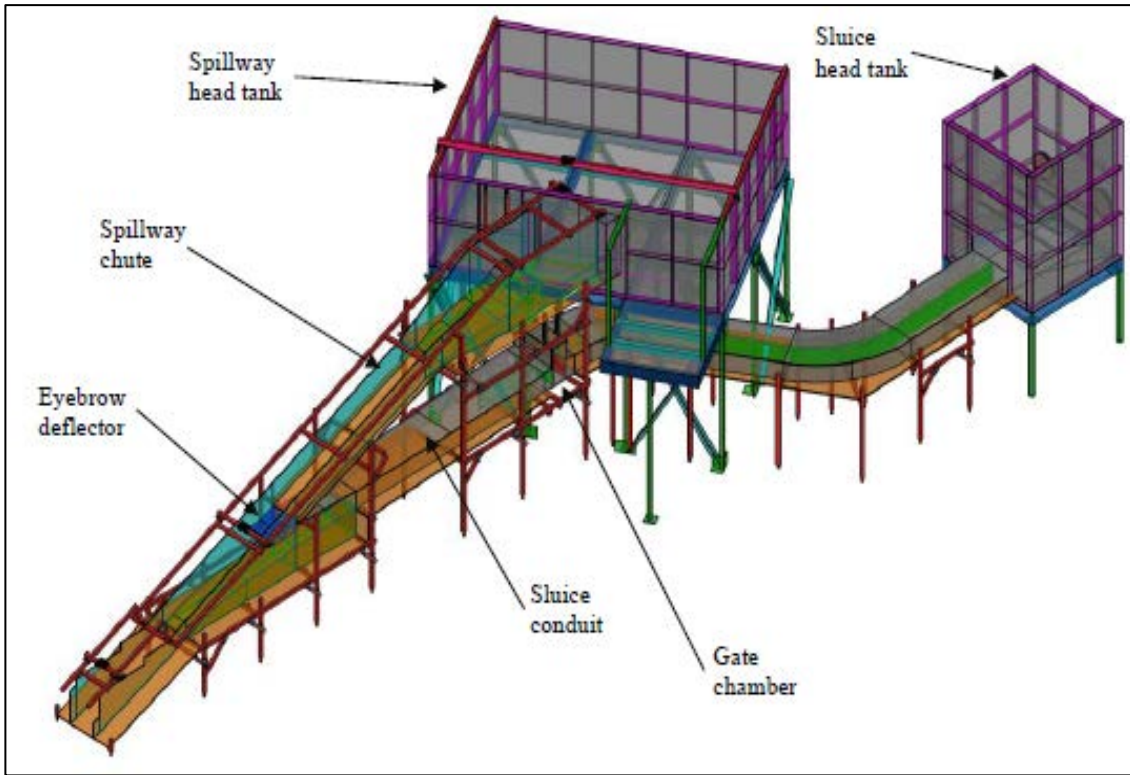 Spillway
head tank
Sluice
head tank
Spillway
chute
Eyebrow
deflector
Sluice
conduit
Gate
chamber